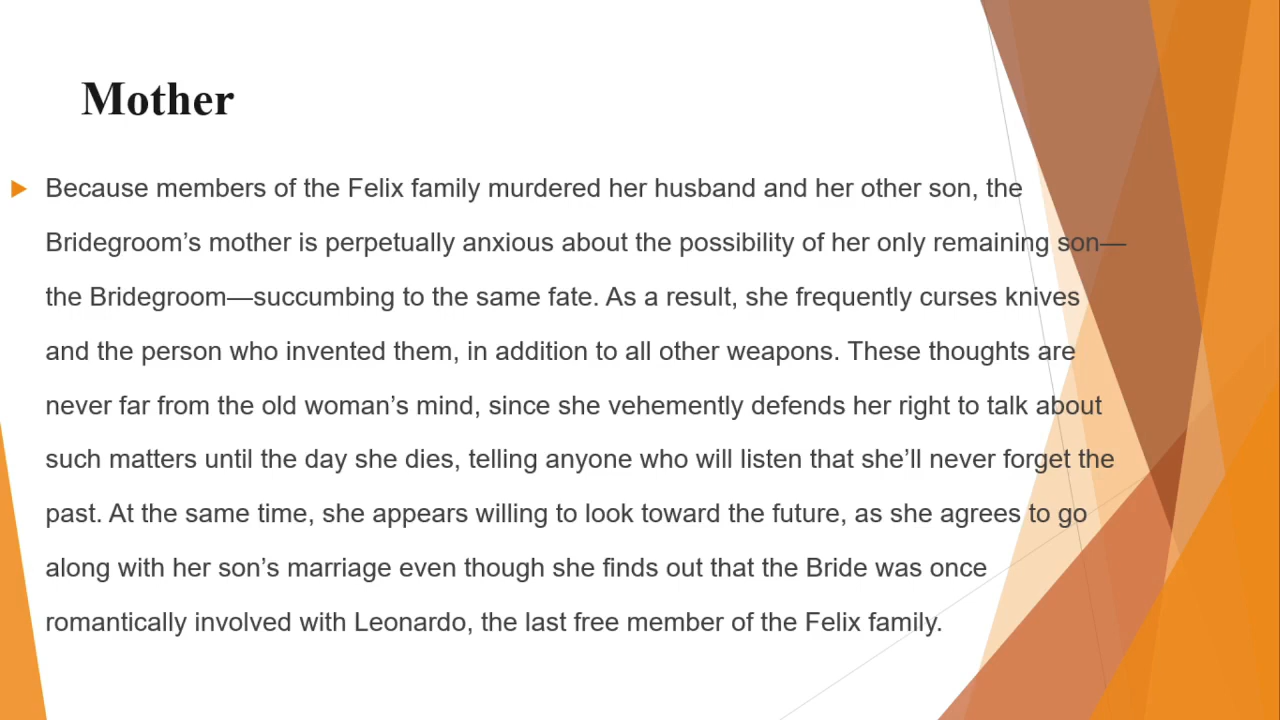 Mother
Because members of the Felix family murdered her husband and her other son, the
Bridegroom’s mother is perpetually anxious about the possibility of her only remaining son—
the Bridegroom—succumbing to the same fate. As a result, she frequently curses knives
and the person who invented them, in addition to all other weapons. These thoughts are
never far from the old woman’s mind, since she vehemently defends her right to talk about
such matters until the day she dies, telling anyone who will listen that she’ll never forget the
past. At the same time, she appears willing to look toward the future, as she agrees to go
along with her son’s marriage even though she finds out that the Bride was once
romantically involved with Leonardo, the last free member of the Felix family.